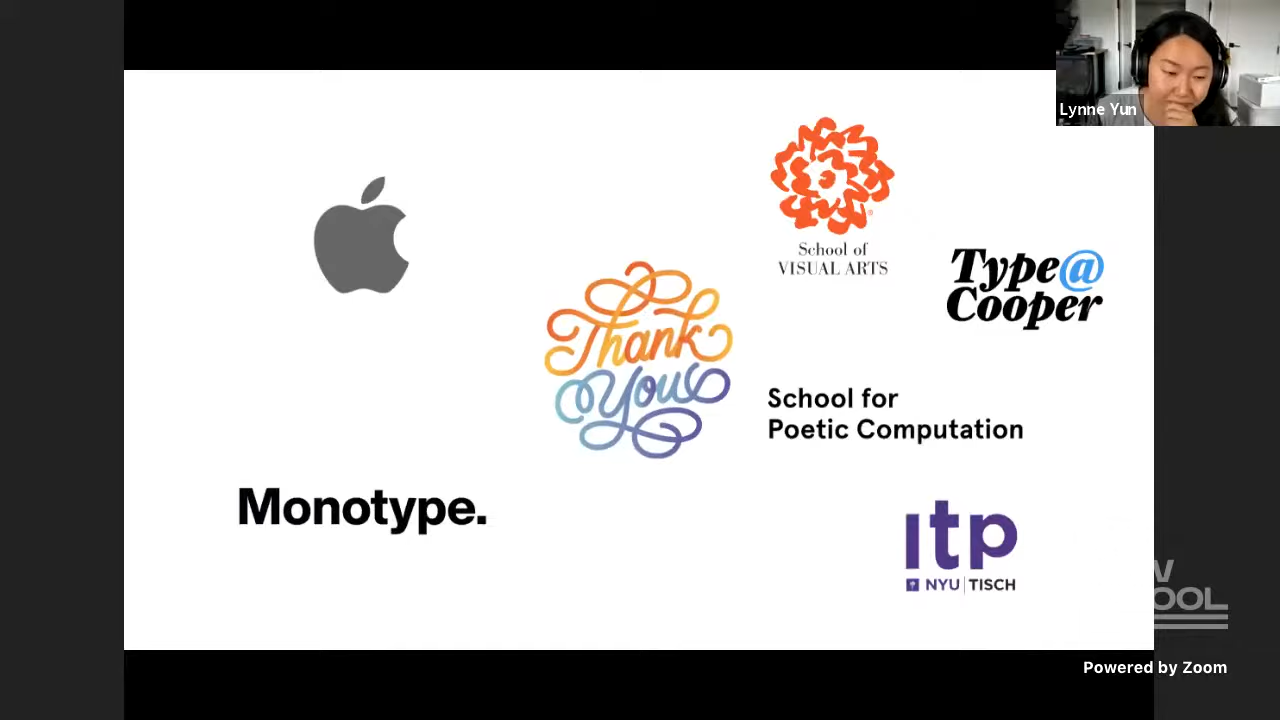 Lynne Yun
School of
VISUAL ARTS
Type@
Cooper
Thank
You
School for
Poetic Computation
Monotype.
itp
NYU | TISCH
OOL
Powered by Zoom